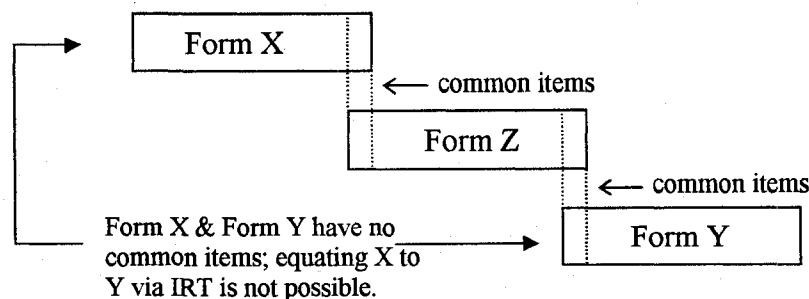 Form X
common items
Form Z
common items
Form X & Form Y have no
common items; equating X to
Y via IRT is not possible.
Form Y